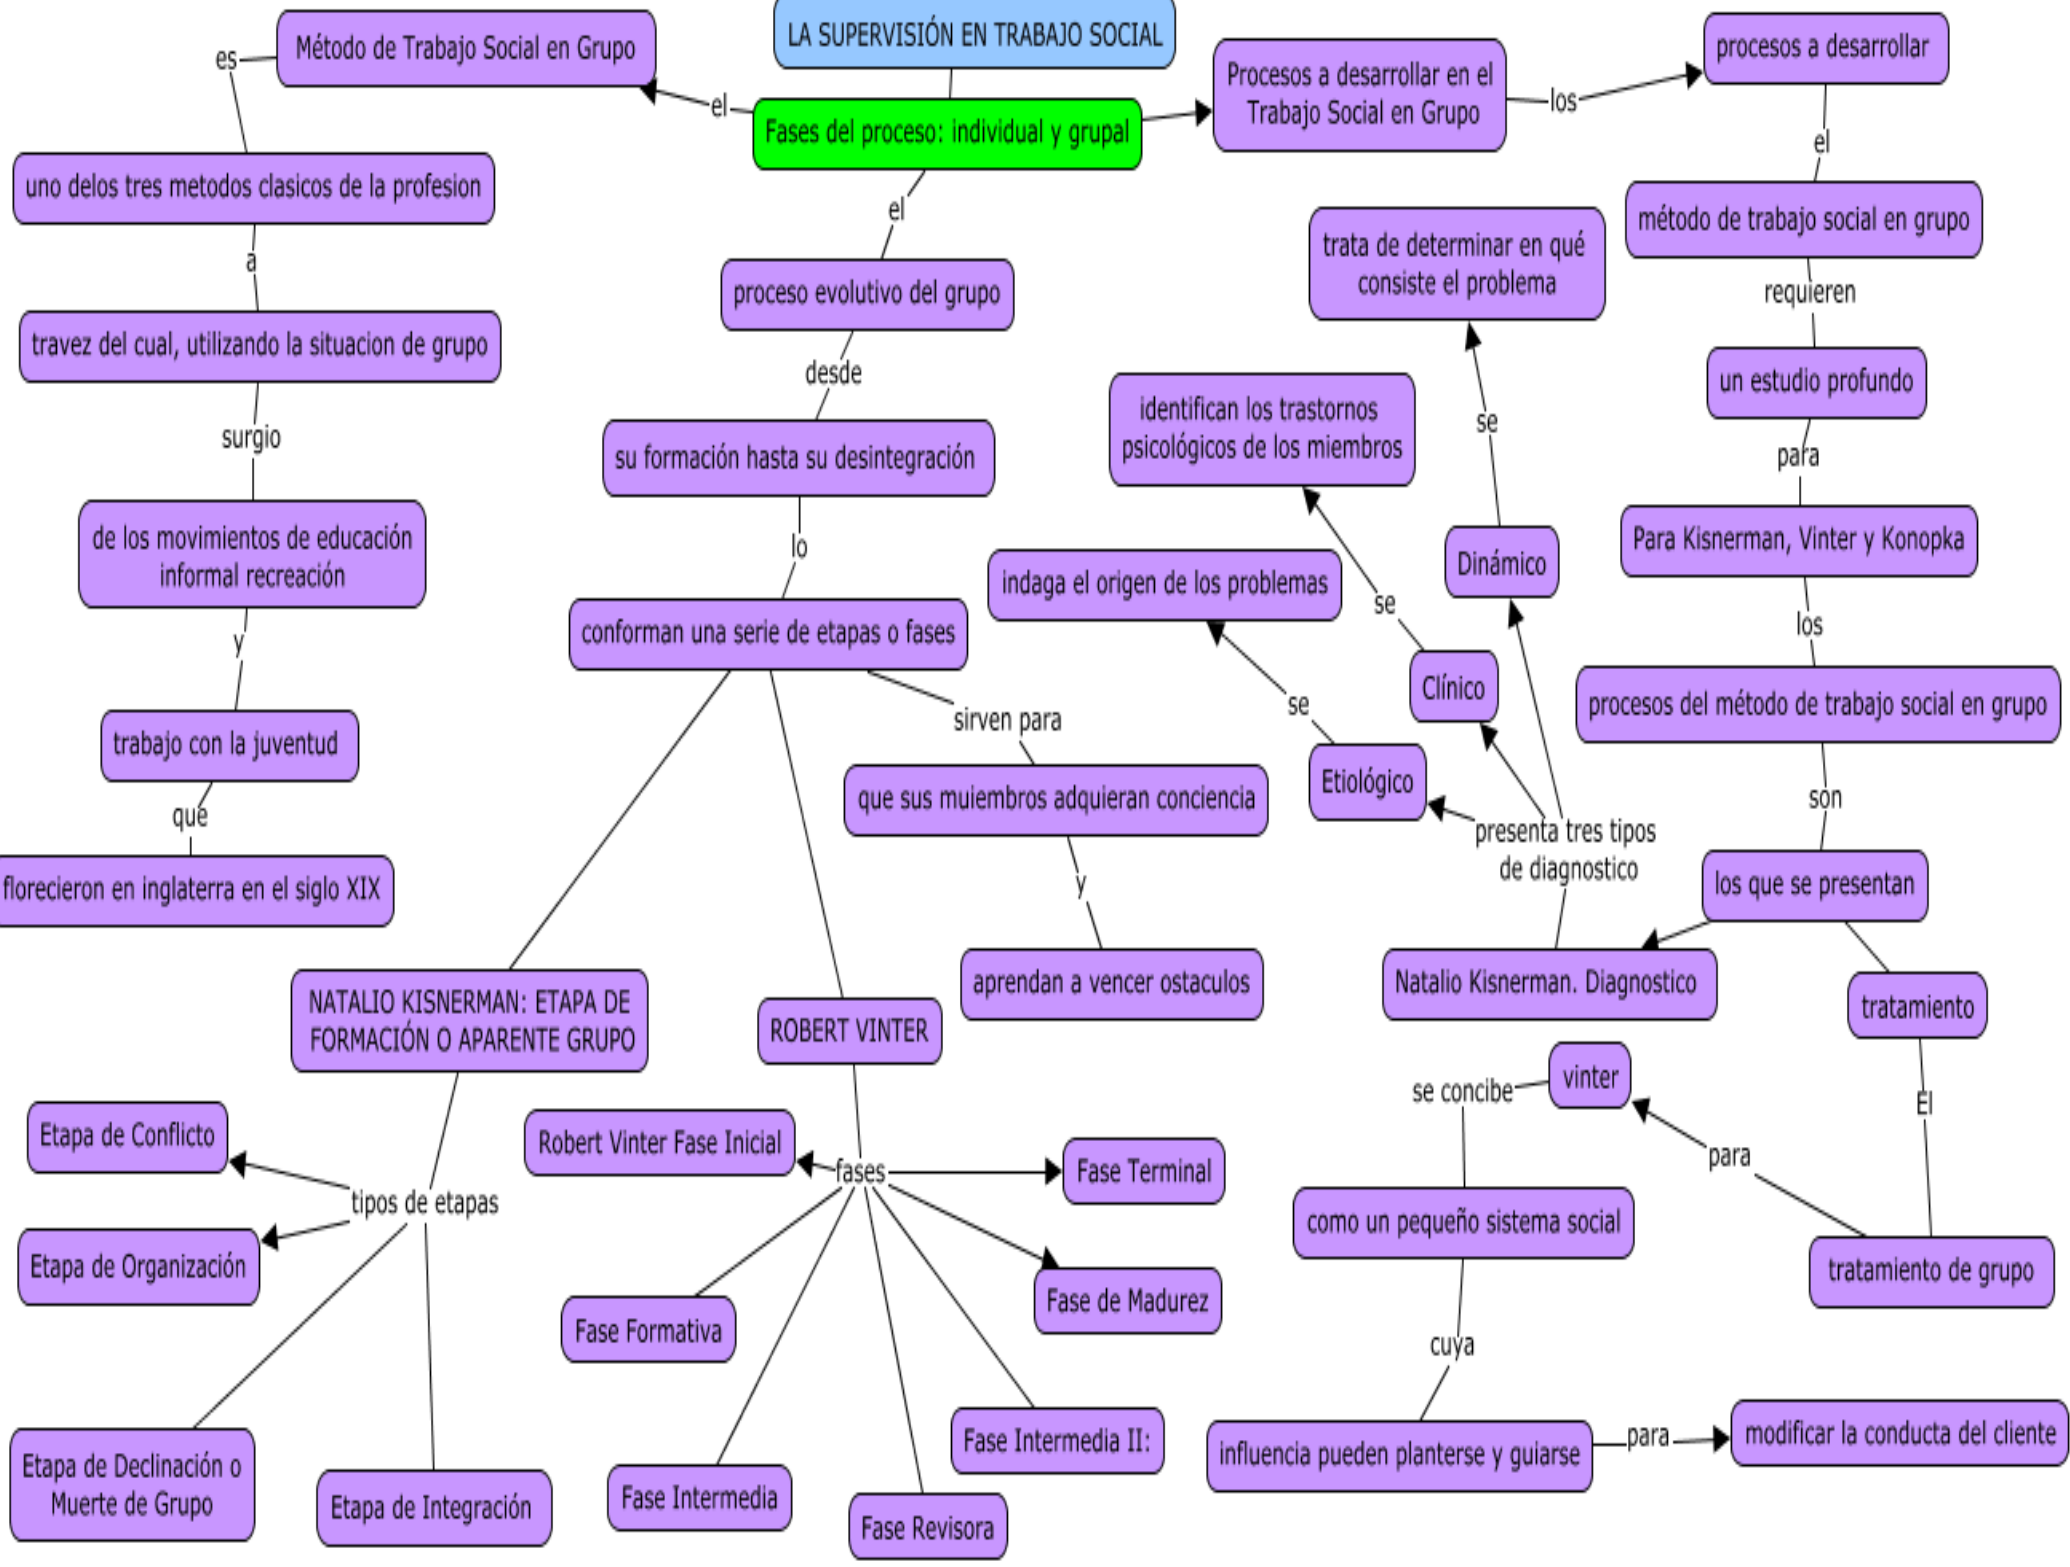 LA SUPERVISIÓN EN TRABAJO SOCIAL
Fases del proceso: individual y grupal
el
Método de Trabajo Social en Grupo
es
uno delos tres metodos clasicos de la profesion
a
travez del cual, utilizando la situacion de grupo
surgio
de los movimientos de educación
informal recreación
y
trabajo con la juventud
que
florecieron en inglaterra en el siglo XIX
el
proceso evolutivo del grupo
desde
su formación hasta su desintegración
lo
conforman una serie de etapas o fases
sirven para
que sus muiembros adquieran conciencia
y
aprendan a vencer ostaculos
NATALIO KISNERMAN: ETAPA DE
FORMACIÓN O APARENTE GRUPO
tipos de etapas
Etapa de Conflicto
Etapa de Organización
Etapa de Declinación o
Muerte de Grupo
Etapa de Integración
ROBERT VINTER
fases
Robert Vinter Fase Inicial
Fase Formativa
Fase Intermedia
Fase Revisora
Fase Intermedia II:
Fase de Madurez
Fase Terminal
Procesos a desarrollar en el
Trabajo Social en Grupo
los
procesos a desarrollar
el
método de trabajo social en grupo
requieren
un estudio profundo
para
Para Kisnerman, Vinter y Konopka
los
procesos del método de trabajo social en grupo
son
los que se presentan
Natalio Kisnerman. Diagnostico
presenta tres tipos
de diagnostico
Etiológico
se
indaga el origen de los problemas
Clínico
se
identifican los trastornos
psicológicos de los miembros
Dinámico
se
trata de determinar en qué
consiste el problema
tratamiento
El
tratamiento de grupo
para
vinter
se concibe
como un pequeño sistema social
cuya
influencia pueden planterse y guiarse
para
modificar la conducta del cliente